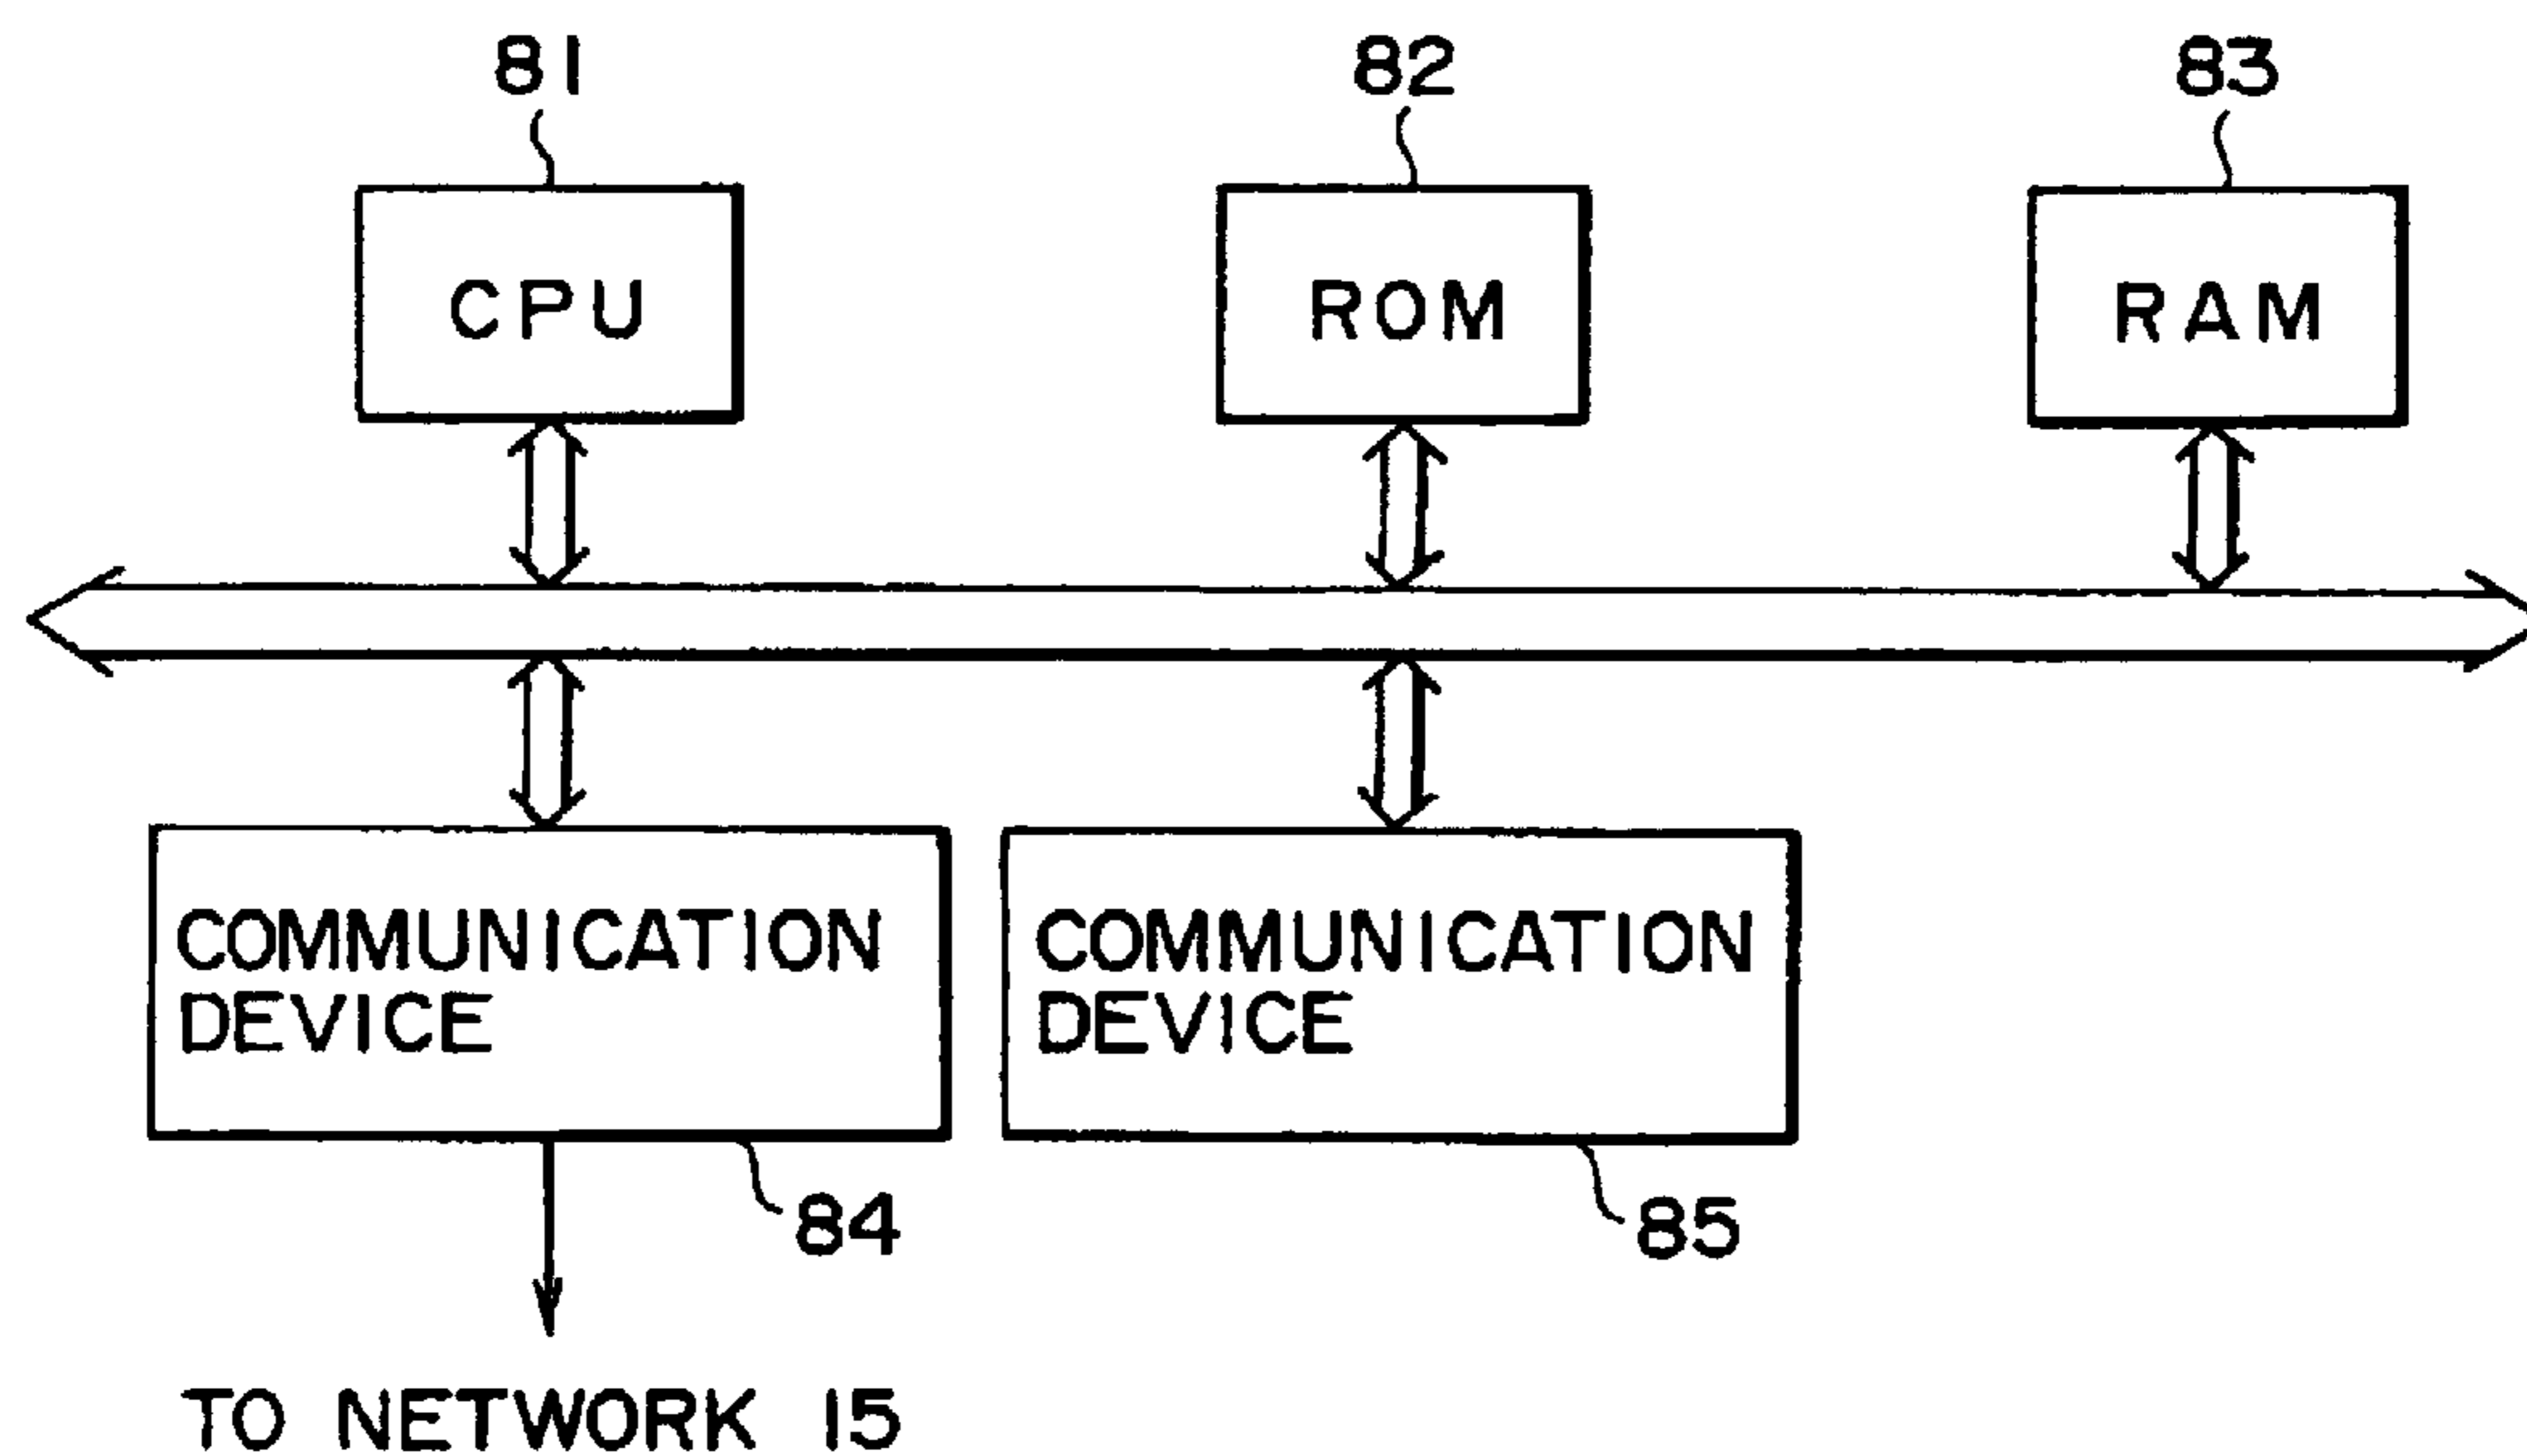 81
82
83
CPU
ROM
RAM
COMMUNICATION
DEVICE
COMMUNICATION
DEVICE
84
85
TO NETWORK 15